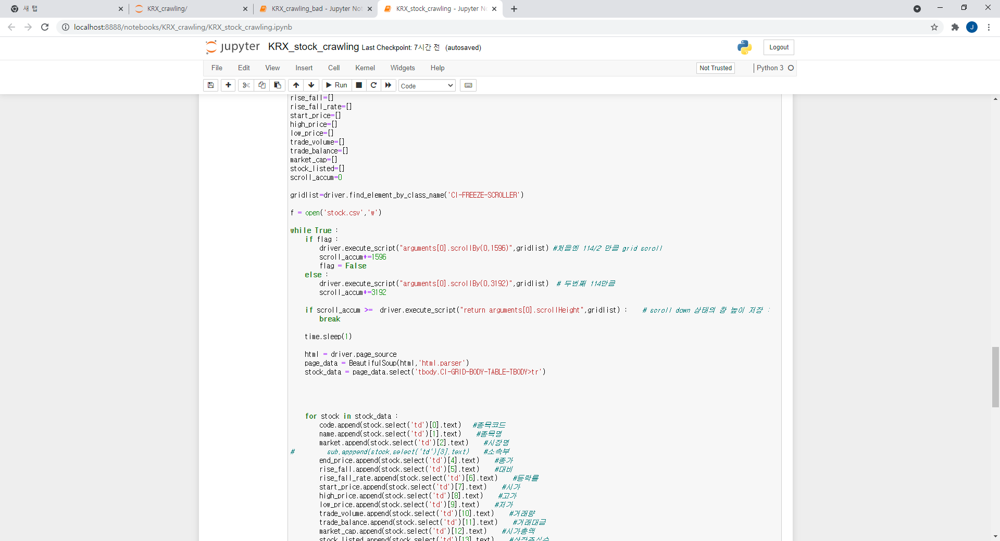 새 탭
KRX_crawling/
KRX_crawling_bad - Jupyter Not
KRX_stock_crawling - Jupyter No
localhost:8888/notebooks/KRX_crawling/KRX_stock_crawling.ipynb
J
jupyter KRX_stock_crawling Last Checkpoint: 7시간 전 (autosaved)
Logout
File Edit View Insert Cell Kernel Widgets Help
Not Trusted
Python 3
Run
Code
rise_fall=[]
rise_fall_rate=[]
start_price=[]
high_price=[]
low_price=[]
trade_volume=[]
trade_balance=[]
market_cap=[]
stock_listed=[]
scroll_accum=0
gridlist=driver.find_element_by_class_name('CI-FREEZE-SCROLLER')
f = open('stock.csv','w')
while True :
if flag :
driver.execute_script("arguments[0].scrollBy(0,1596)",gridlist) #처음엔 114/2 만큼 grid scroll
scroll_accum+=1596
flag = False
else :
driver.execute_script("arguments[0].scrollBy(0,3192)",gridlist) # 두번째 114만큼
scroll_accum+=3192
if scroll_accum >= driver.execute_script("return arguments[0].scrollHeight",gridlist) : # scroll down 상태의 창 높이 저장 :
break
time.sleep(1)
html = driver.page_source
page_data = BeautifulSoup(html,'html.parser')
stock_data = page_data.select('tbody.CI-GRID-BODY-TABLE-TBODY>tr')
for stock in stock_data :
code.append(stock.select('td')[0].text) #종목코드
name.append(stock.select('td')[1].text) #종목명
market.append(stock.select('td')[2].text) #시장명
# sub.apppend(stock.select('td')[3].text) #소속부
end_price.append(stock.select('td')[4].text) #종가
rise_fall.append(stock.select('td')[5].text) #대비
rise_fall_rate.append(stock.select('td')[6].text) #등락률
start_price.append(stock.select('td')[7].text) #시가
high_price.append(stock.select('td')[8].text) #고가
low_price.append(stock.select('td')[9].text) #저가
trade_volume.append(stock.select('td')[10].text) #거래량
trade_balance.append(stock.select('td')[11].text) #거래대금
market_cap.append(stock.select('td')[12].text) #시가총액
stock_listed.append(stock.select('td')[13].text) #상장주식수